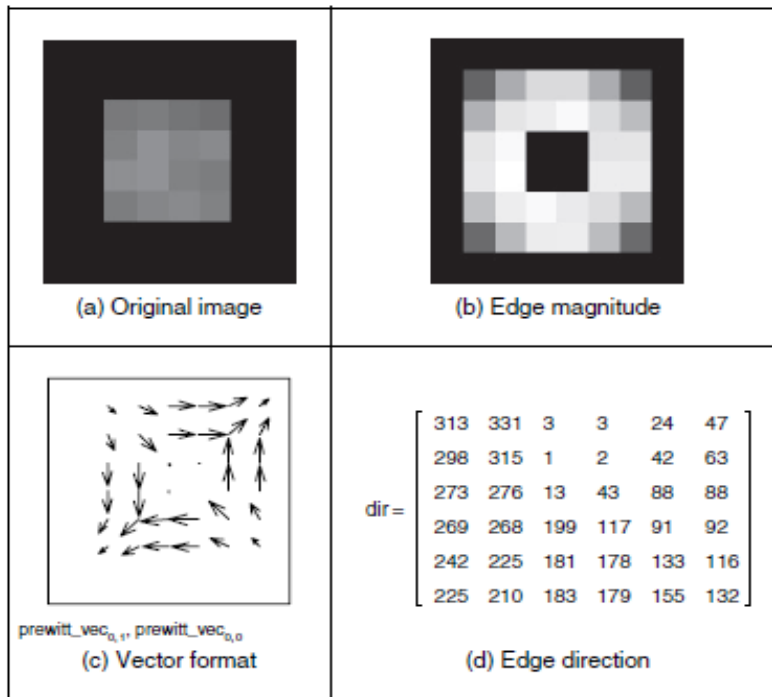 (a) Original image
(b) Edge magnitude
prewitt_vec0, 1, prewitt_vec0, 0
(c) Vector format
dir =
313 331 3 3 24 47
298 315 1 2 42 63
273 276 13 43 88 88
269 268 199 117 91 92
242 225 181 178 133 116
225 210 183 179 155 132
(d) Edge direction